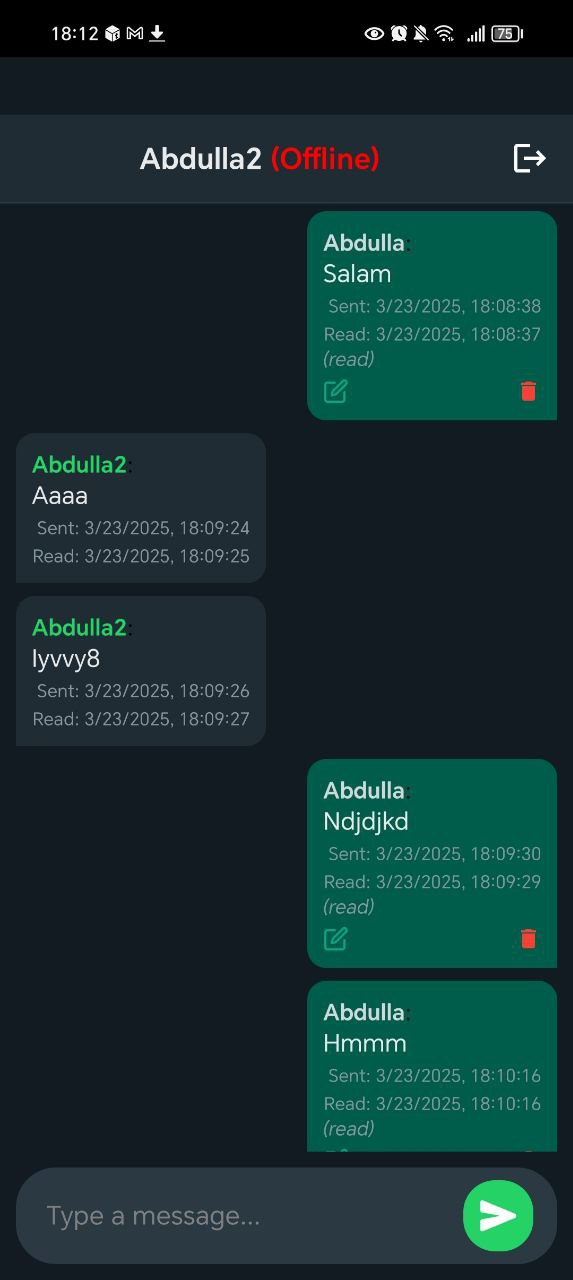 18:12
75
Abdulla2 (Offline)
Abdulla:
Salam
Sent: 3/23/2025, 18:08:38
Read: 3/23/2025, 18:08:37
(read)
Abdulla2:
Aaaa
Sent: 3/23/2025, 18:09:24
Read: 3/23/2025, 18:09:25
Abdulla2:
Iyvvy8
Sent: 3/23/2025, 18:09:26
Read: 3/23/2025, 18:09:27
Abdulla:
Ndjdjkd
Sent: 3/23/2025, 18:09:30
Read: 3/23/2025, 18:09:29
(read)
Abdulla:
Hmmm
Sent: 3/23/2025, 18:10:16
Read: 3/23/2025, 18:10:16
(read)
Type a message...